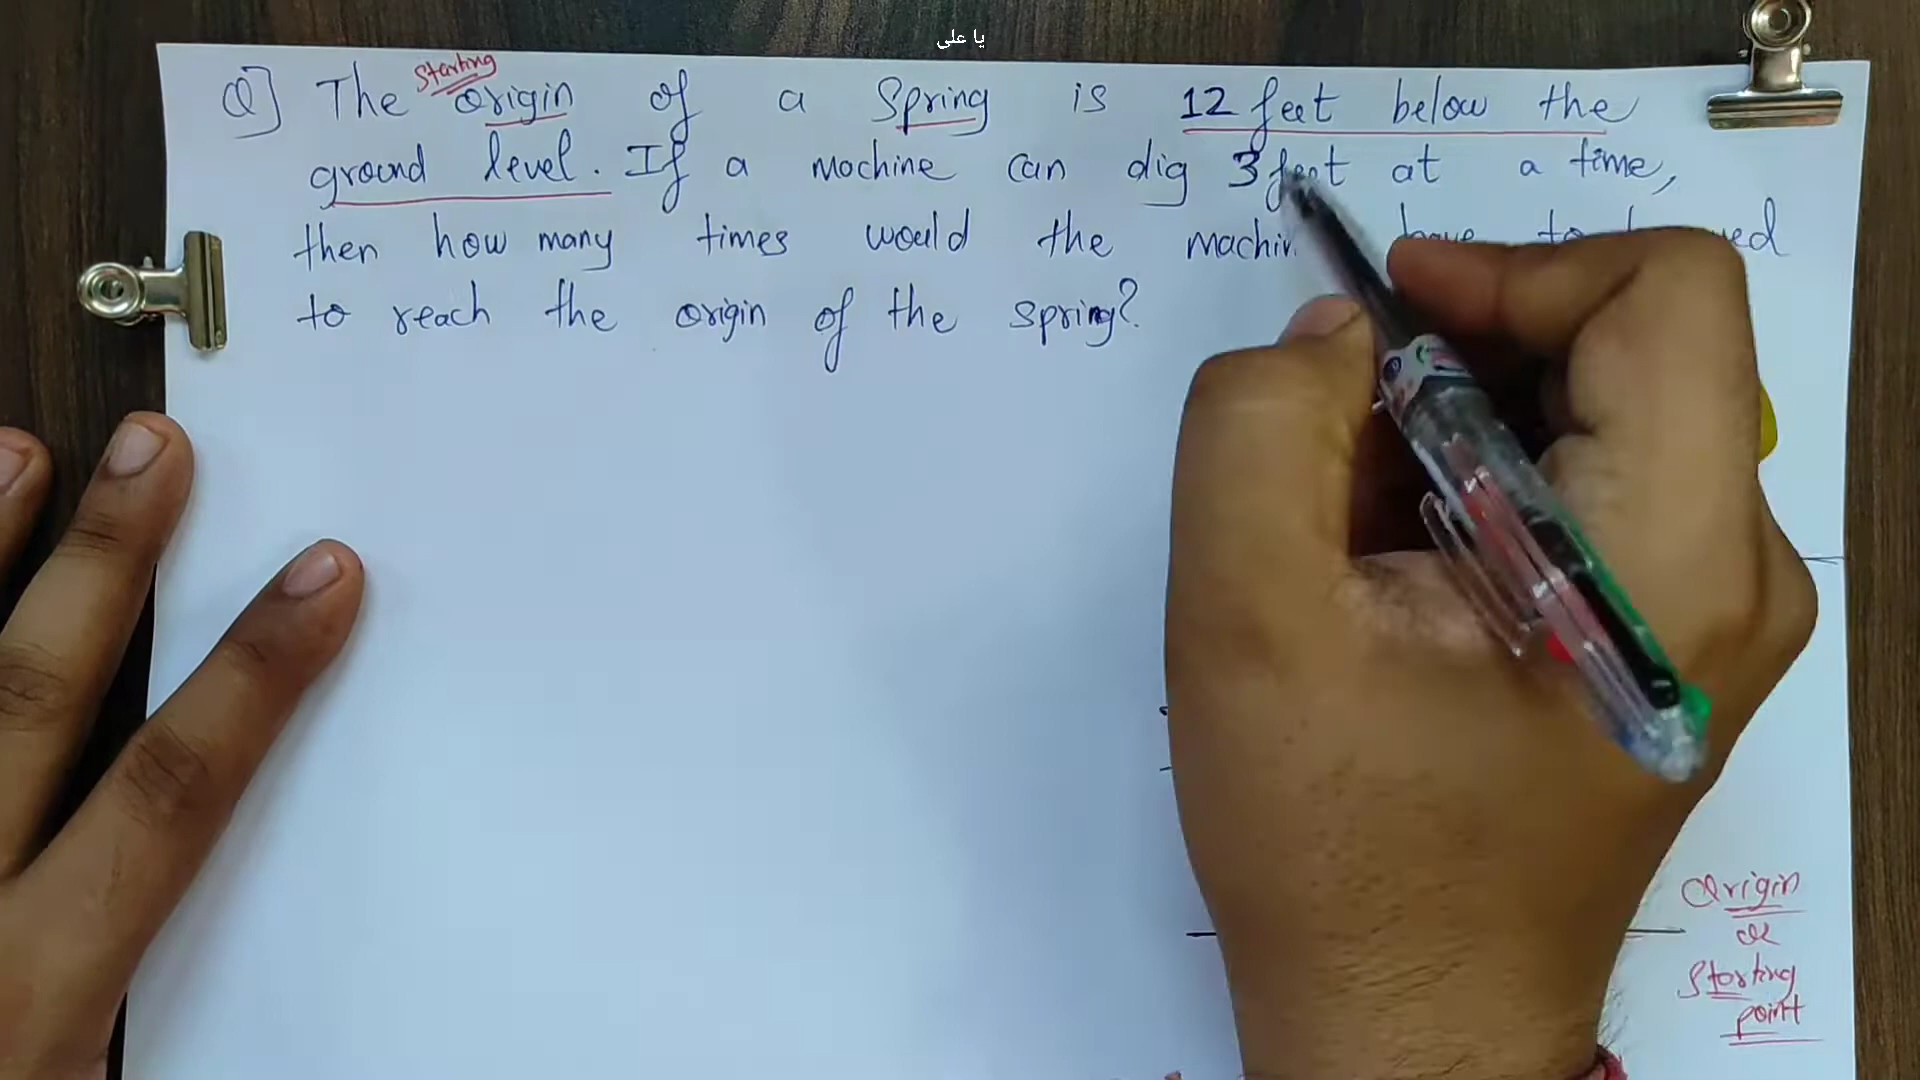 یا علی
Starting
Q] The origin of a spring is 12 feet below the
ground level. If a machine can dig 3 feet at a time,
then how many times would the
to reach the origin of the spring?
Origin
or
Starting
point